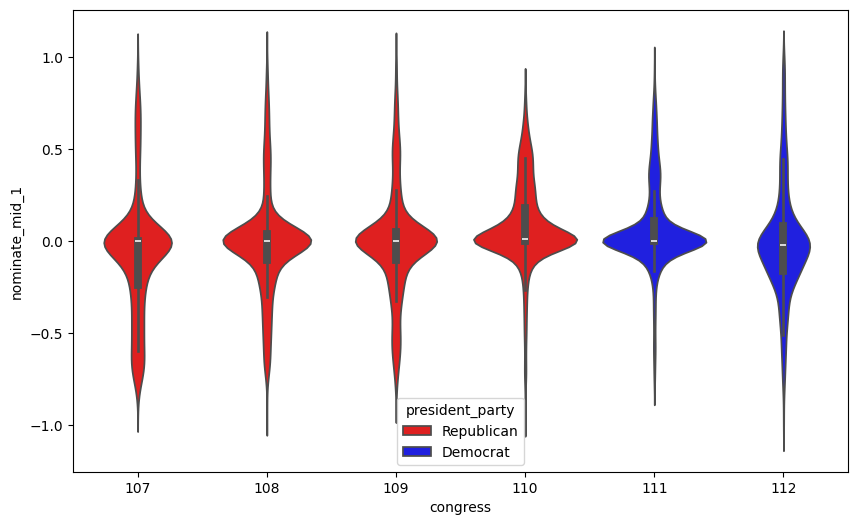 1.0
0.5
0.0
−0.5
−1.0
nominate_mid_1
president_party
Republican
Democrat
107 108 109 110 111 112
congress